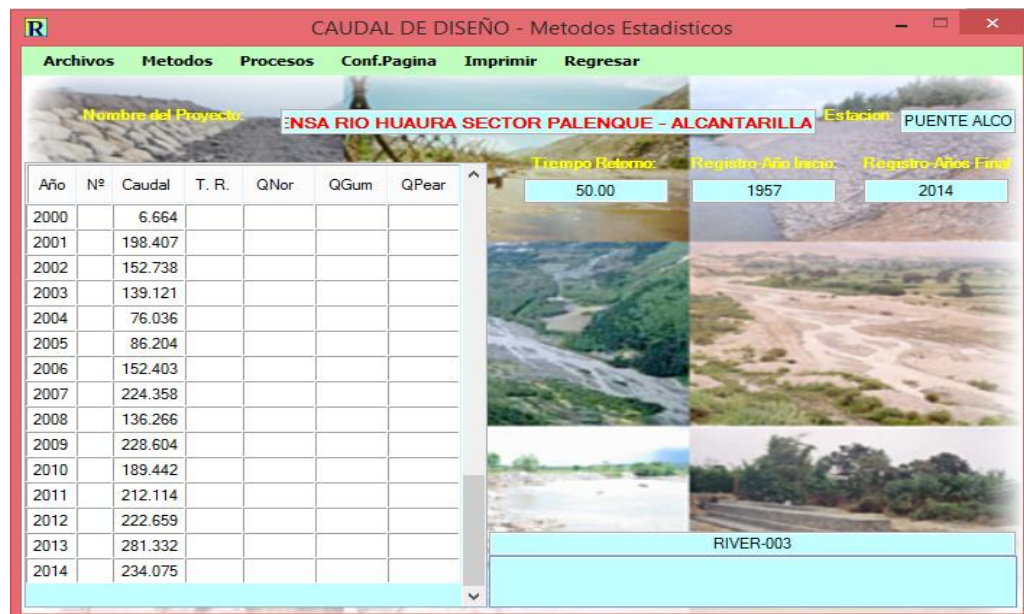 R CAUDAL DE DISEÑO - Metodos Estadisticos
Archivos Metodos Procesos Conf.Pagina Imprimir Regresar
Nombre del Proyecto: ENSA RIO HUAURA SECTOR PALENQUE - ALCANTARILLA Estacion: PUENTE ALCO
Tiempo Retorno: Registro-Año Inicio: Registro-Años Final
50.00 1957 2014
Año Nº Caudal T. R. QNor QGum QPear
2000 6.664
2001 198.407
2002 152.738
2003 139.121
2004 76.036
2005 86.204
2006 152.403
2007 224.358
2008 136.266
2009 228.604
2010 189.442
2011 212.114
2012 222.659
2013 281.332
2014 234.075
RIVER-003